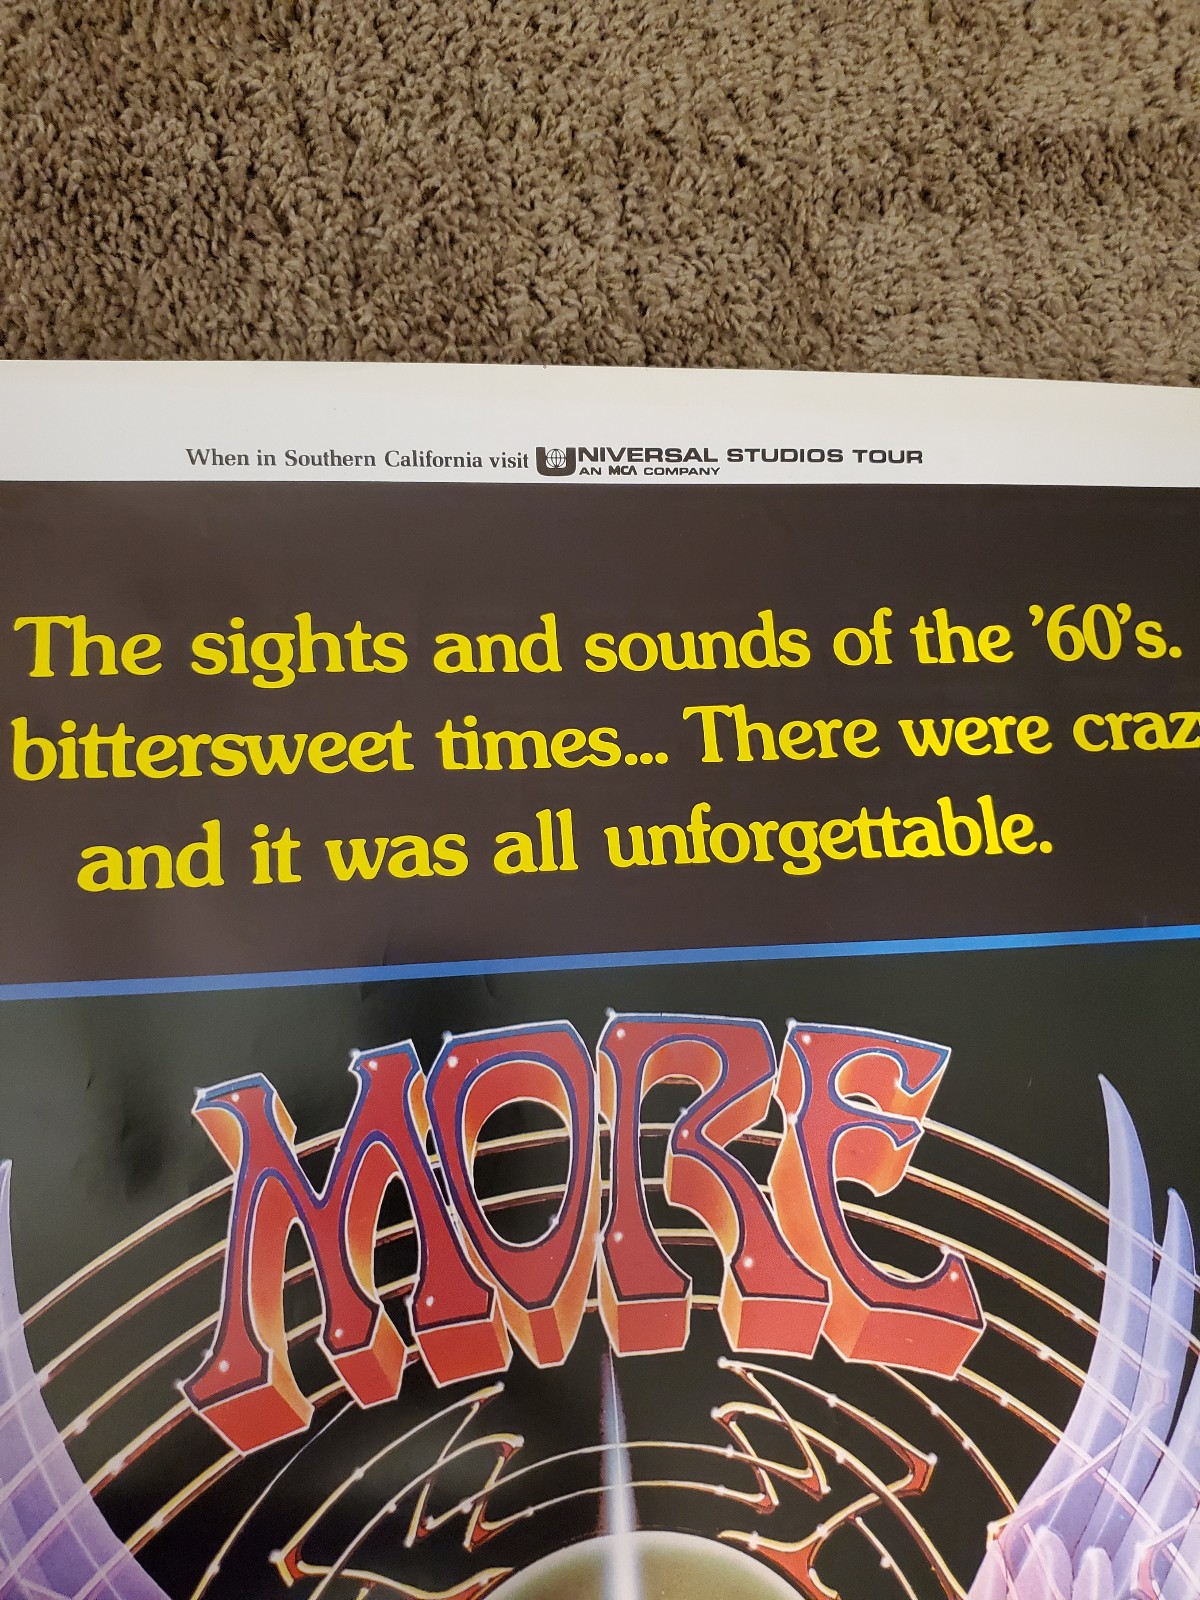 When in Southern California visit UNIVERSAL STUDIOS TOUR
AN MCA COMPANY
The sights and sounds of the '60's.
bittersweet times... There were craz
and it was all unforgettable.
MORE